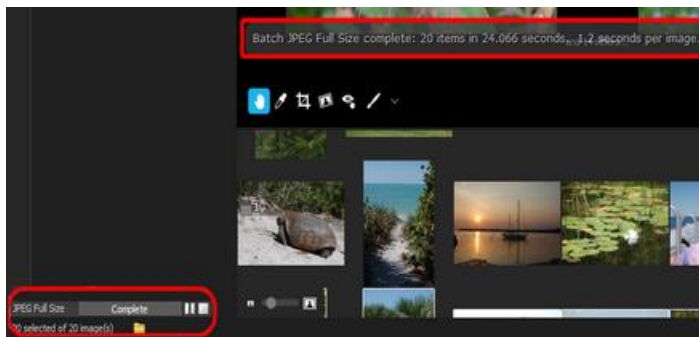 Batch JPEG Full Size complete: 20 items in 24.066 seconds, 1.2 seconds per image.
JPEG Full Size Complete
20 selected of 20 image(s)